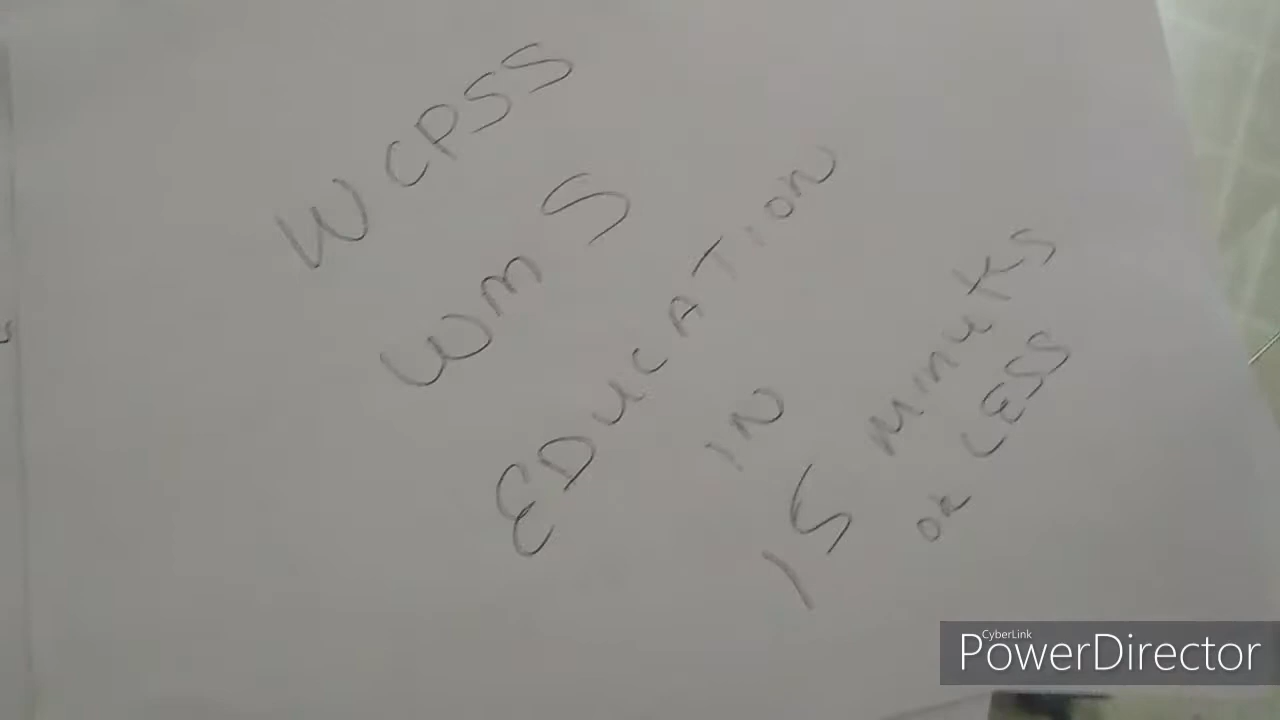 WCPSS
WmS
EDUCATION
IN
15 MINUTES
OR LESS
CyberLink
PowerDirector